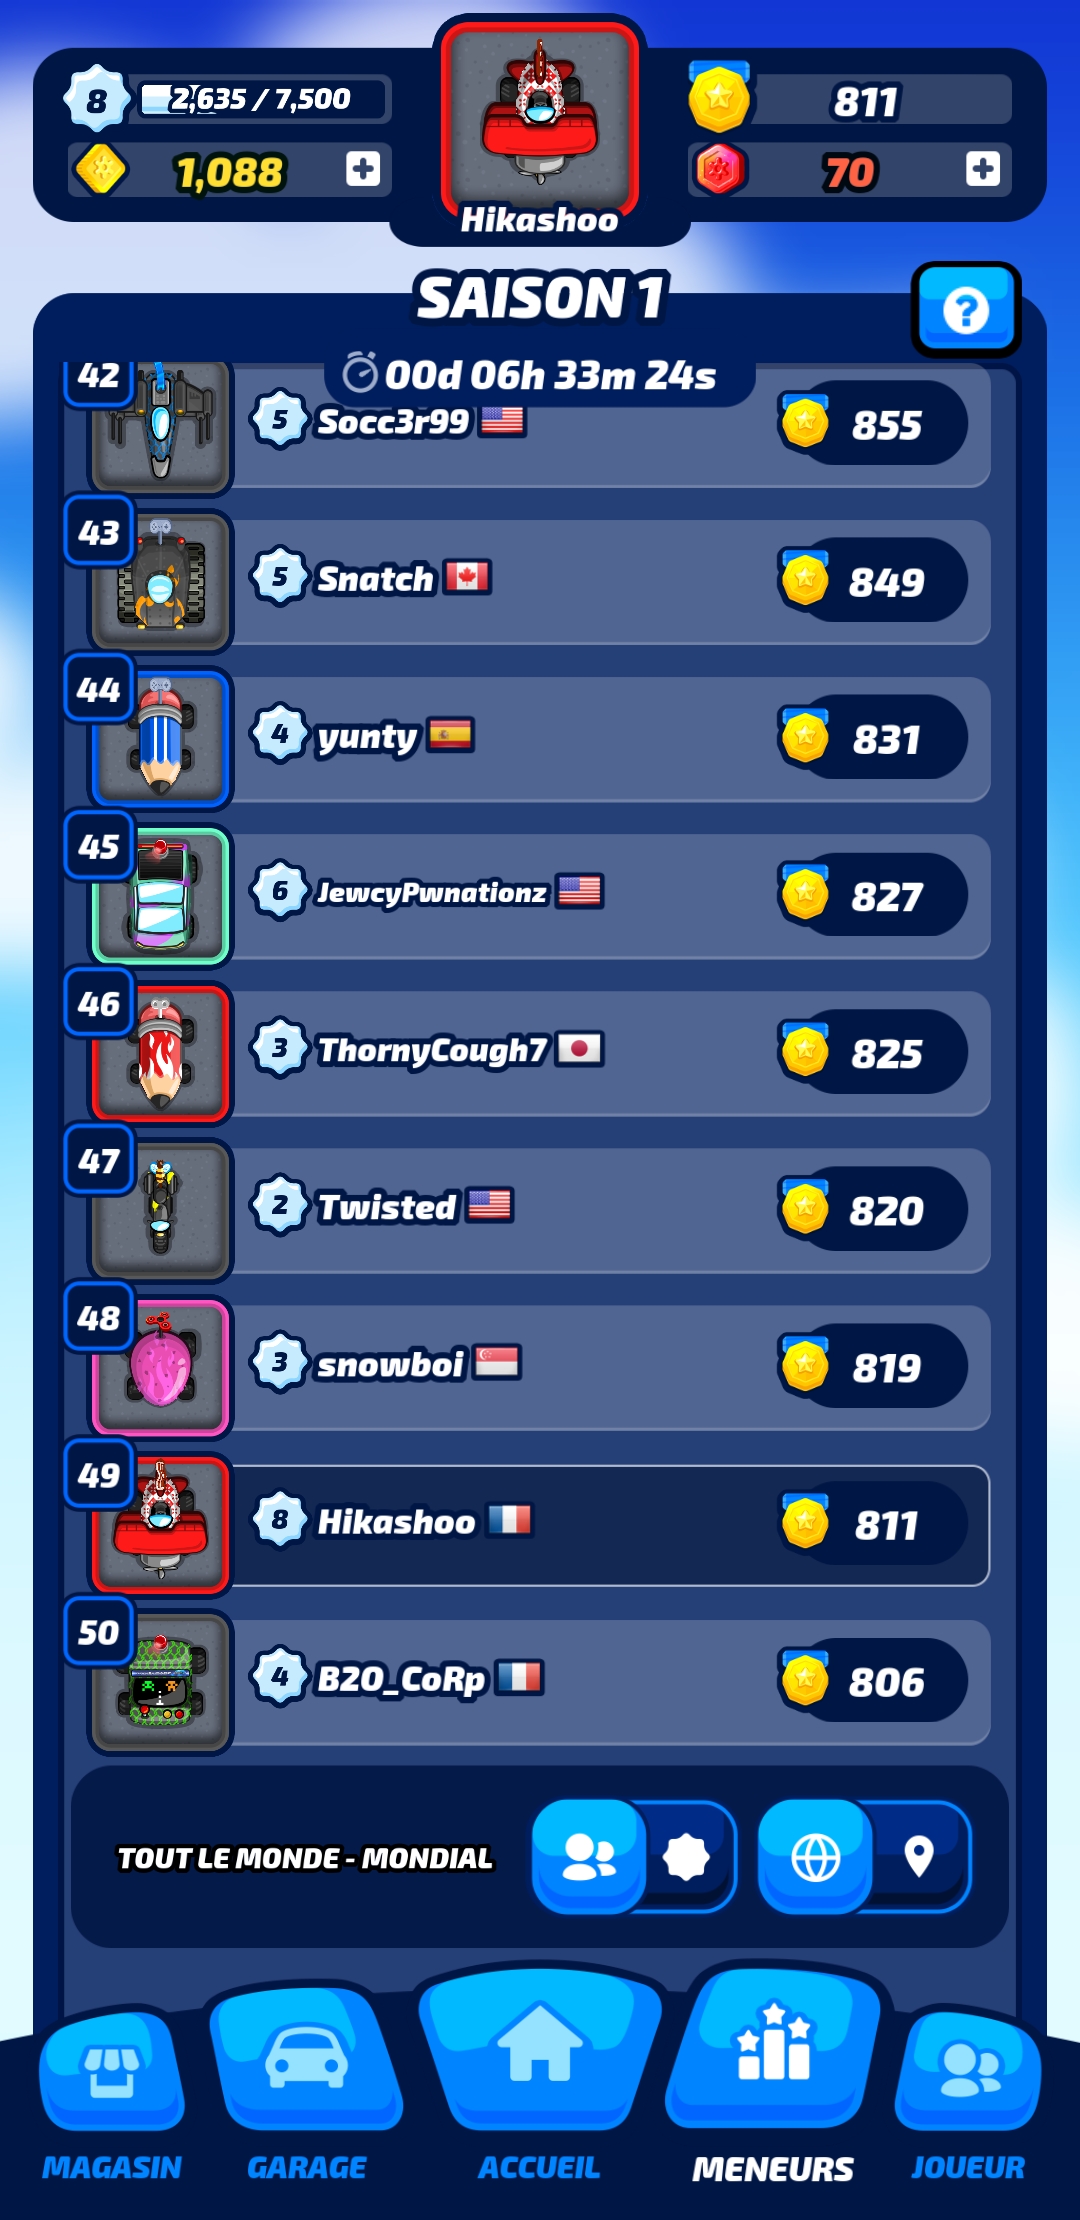 8
2,635 / 7,500
811
1,088
70
Hikashoo
SAISON 1
00d 06h 33m 24s
42
5 Socc3r99 855
43
5 Snatch 849
44
4 yunty 831
45
6 JewcyPwnationz 827
46
3 ThornyCough7 825
47
2 Twisted 820
48
3 snowboi 819
49
8 Hikashoo 811
50
4 B2O_CoRp 806
TOUT LE MONDE - MONDIAL
MAGASIN GARAGE ACCUEIL MENEURS JOUEUR